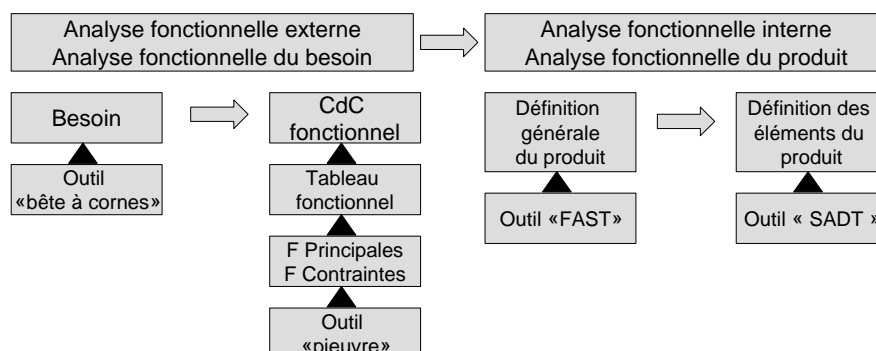 Analyse fonctionnelle externe
Analyse fonctionnelle du besoin
Analyse fonctionnelle interne
Analyse fonctionnelle du produit
Besoin
Outil
«bête à cornes»
CdC
fonctionnel
Tableau
fonctionnel
F Principales
F Contraintes
Outil
«pieuvre»
Définition
générale
du produit
Outil «FAST»
Définition des
éléments du
produit
Outil « SADT »